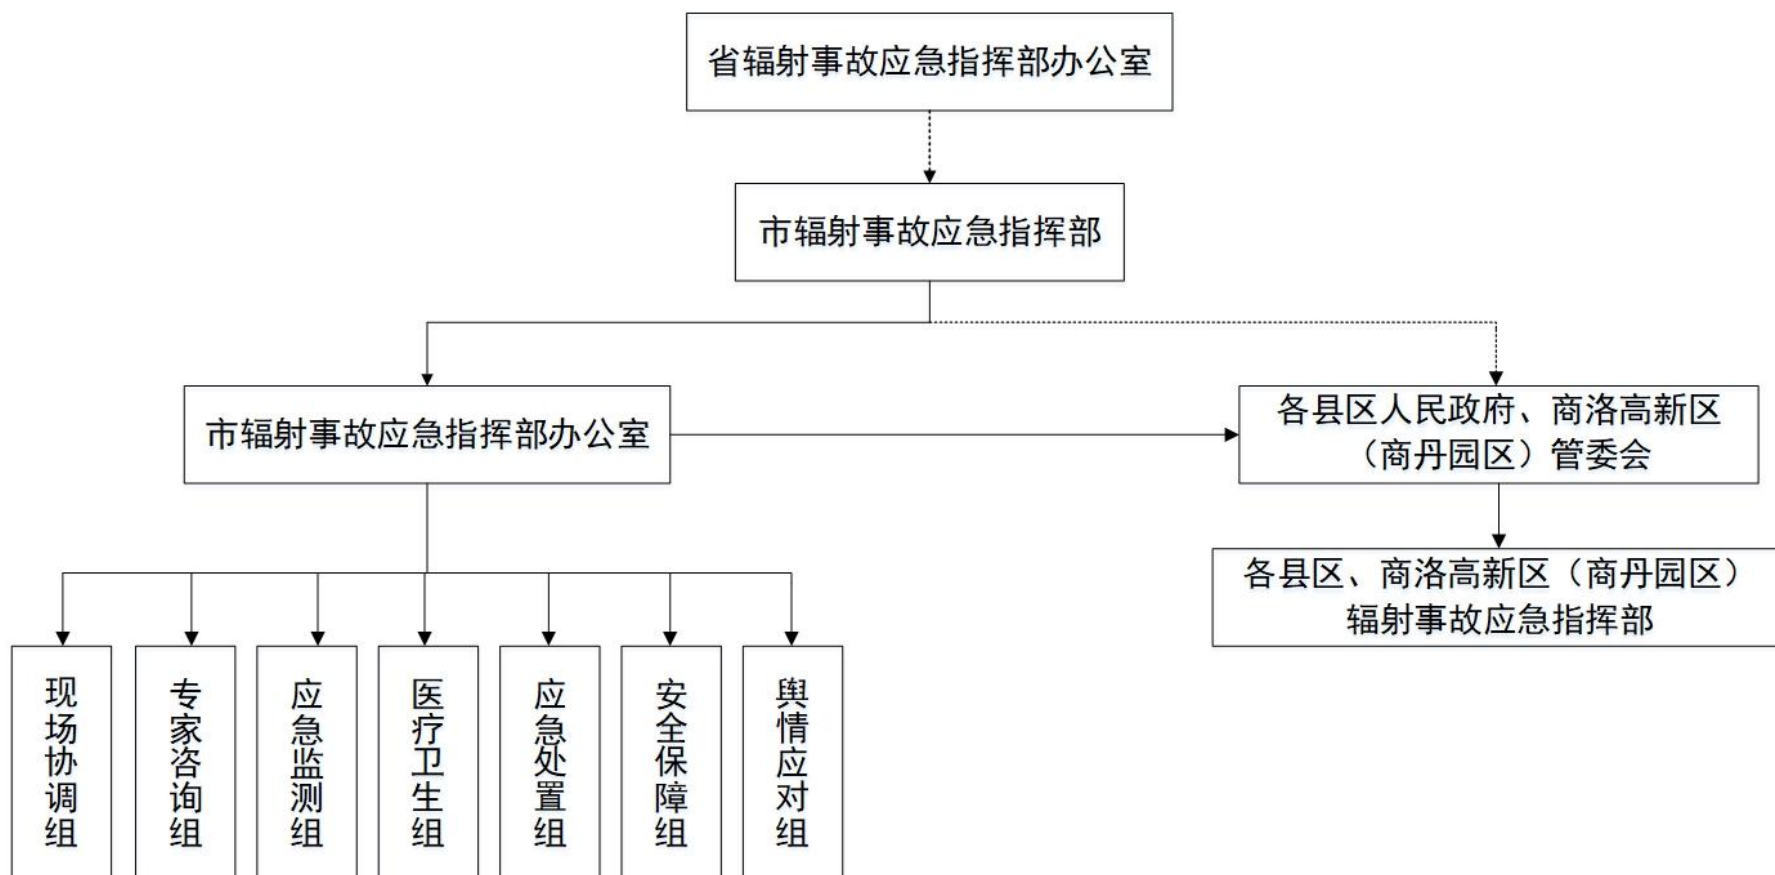 省辐射事故应急指挥部办公室
市辐射事故应急指挥部
市辐射事故应急指挥部办公室
各县区人民政府、商洛高新区
（商丹园区）管委会
各县区、商洛高新区（商丹园区）
辐射事故应急指挥部
现场协调组
专家咨询组
应急监测组
医疗卫生组
应急处置组
安全保障组
舆情应对组